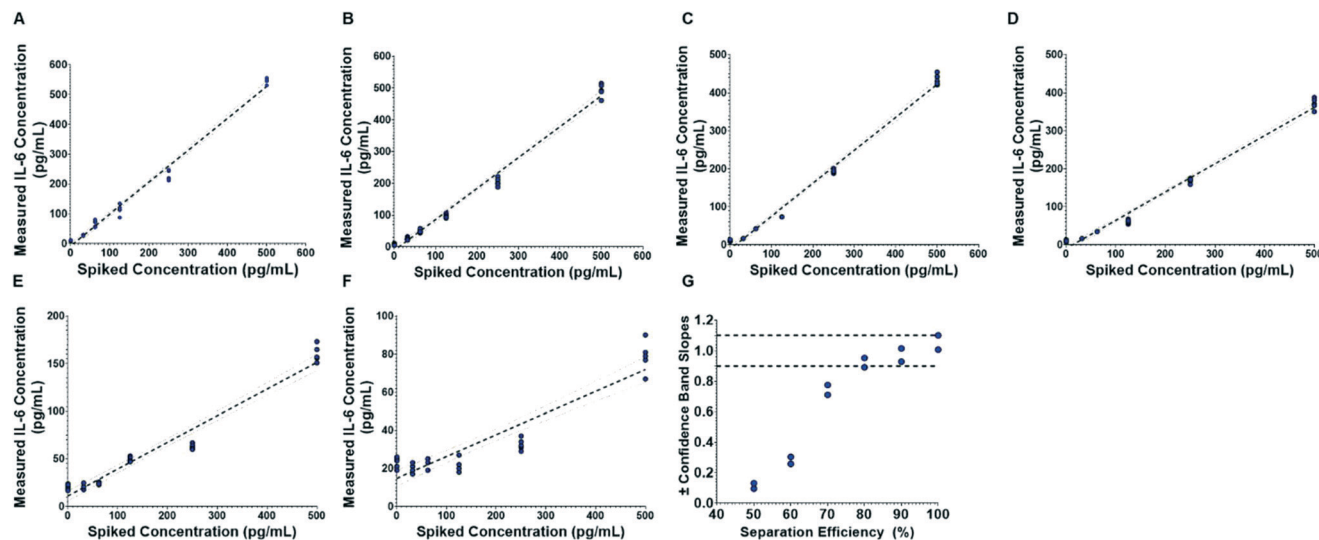 A
B
C
D
Measured IL-6 Concentration (pg/mL)
600
500
400
300
200
100
0
0 100 200 300 400 500 600
Spiked Concentration (pg/mL)
Measured IL-6 Concentration (pg/mL)
600
500
400
300
200
100
0
0 100 200 300 400 500 600
Spiked Concentration (pg/mL)
Measured IL-6 Concentration (pg/mL)
500
400
300
200
100
0
0 100 200 300 400 500 600
Spiked Concentration (pg/mL)
Measured IL-6 Concentration (pg/mL)
500
400
300
200
100
0
0 100 200 300 400 500
Spiked Concentration (pg/mL)
E
F
G
Measured IL-6 Concentration (pg/mL)
200
150
100
50
0
0 100 200 300 400 500
Spiked Concentration (pg/mL)
Measured IL-6 Concentration (pg/mL)
100
80
60
40
20
0
0 100 200 300 400 500
Spiked Concentration (pg/mL)
± Confidence Band Slopes
1.2
1.0
0.8
0.6
0.4
0.2
0.0
40 50 60 70 80 90 100
Separation Efficiency (%)